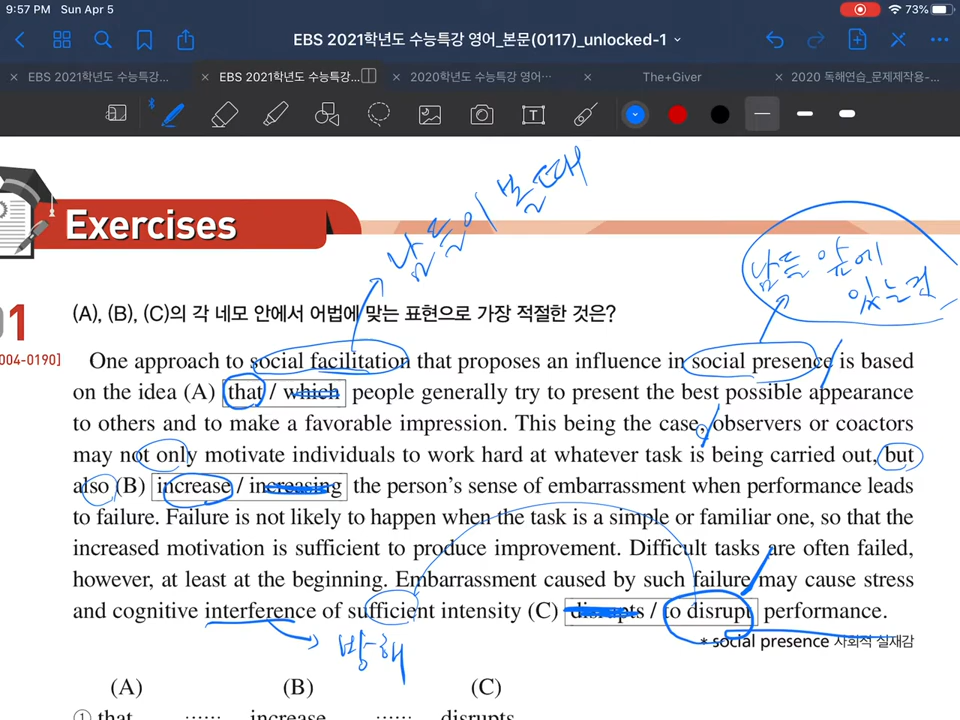 9:57 PM Sun Apr 5
73%
EBS 2021학년도 수능특강 영어_본문(0117)_unlocked-1
EBS 2021학년도 수능특강...
EBS 2021학년도 수능특강...
2020학년도 수능특강 영어...
The+Giver
2020 독해연습_문제제작용-...
남들이 볼때
Exercises
남들 앞에
있는것
1
(A), (B), (C)의 각 네모 안에서 어법에 맞는 표현으로 가장 적절한 것은?
004-0190]
One approach to social facilitation that proposes an influence in social presence is based
on the idea (A) that / which people generally try to present the best possible appearance
to others and to make a favorable impression. This being the case, observers or coactors
may not only motivate individuals to work hard at whatever task is being carried out, but
also (B) increase / increasing the person's sense of embarrassment when performance leads
to failure. Failure is not likely to happen when the task is a simple or familiar one, so that the
increased motivation is sufficient to produce improvement. Difficult tasks are often failed,
however, at least at the beginning. Embarrassment caused by such failure may cause stress
and cognitive interference of sufficient intensity (C) disrupts / to disrupt performance.
* social presence 사회적 실재감
방해
(A) (B) (C)
① that ...... increase ...... disrupts